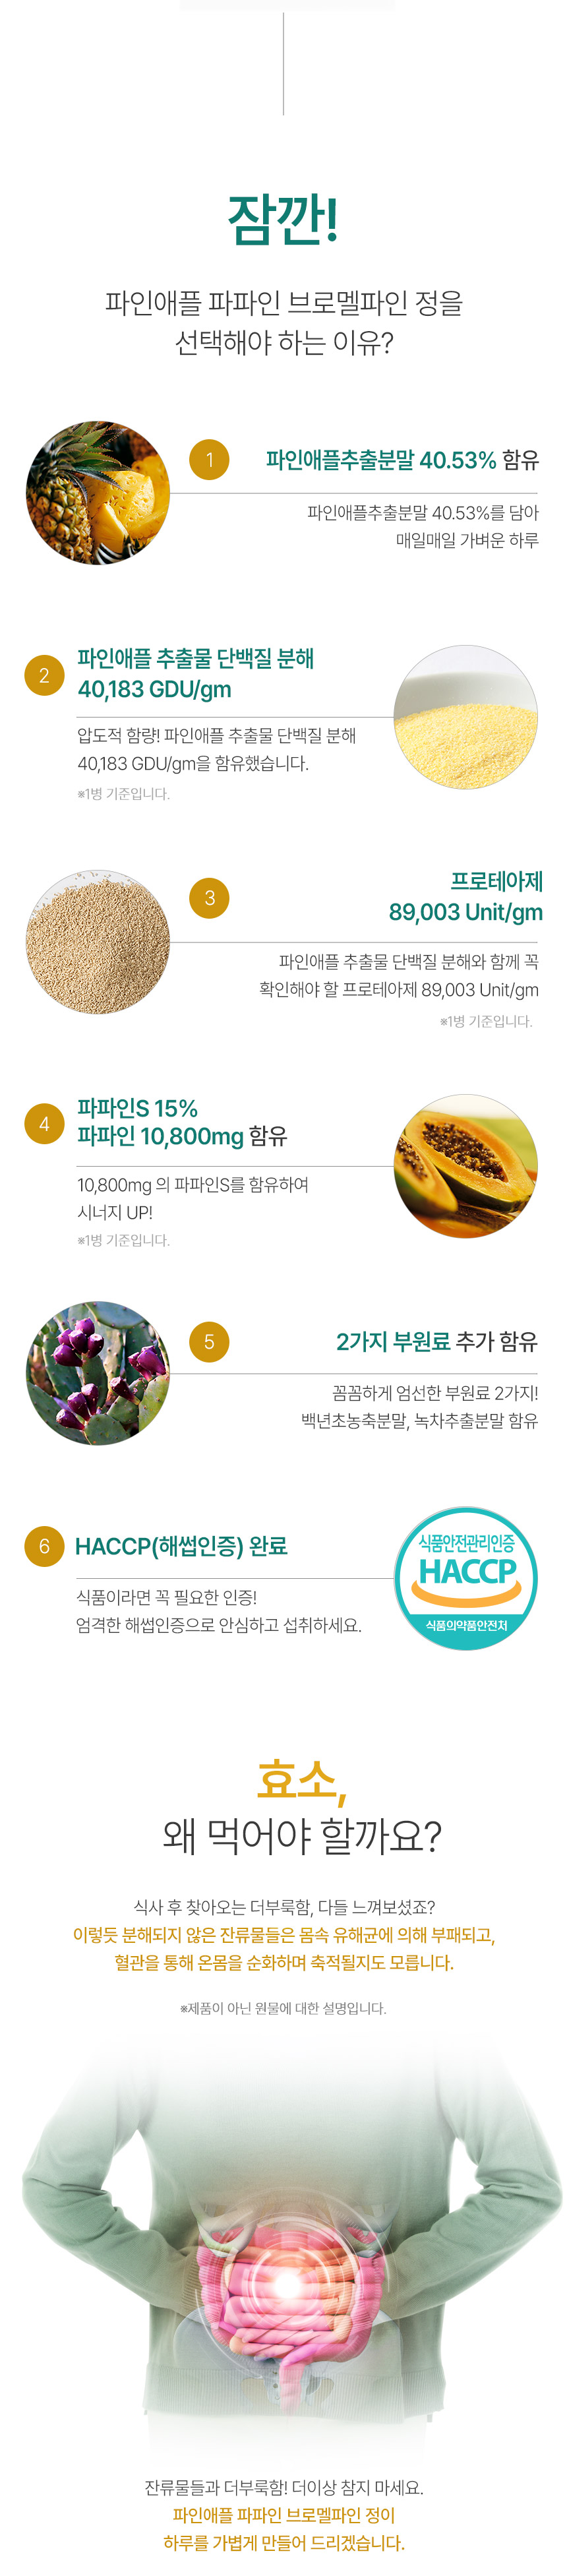 잠깐!
파인애플 파파인 브로멜파인 정을
선택해야 하는 이유?
1
파인애플추출분말 40.53% 함유
파인애플추출분말 40.53%를 담아
매일매일 가벼운 하루
2
파인애플 추출물 단백질 분해
40,183 GDU/gm
압도적 함량! 파인애플 추출물 단백질 분해
40,183 GDU/gm을 함유했습니다.
※1병 기준입니다.
3
프로테아제
89,003 Unit/gm
파인애플 추출물 단백질 분해와 함께 꼭
확인해야 할 프로테아제 89,003 Unit/gm
※1병 기준입니다.
4
파파인S 15%
파파인 10,800mg 함유
10,800mg 의 파파인S를 함유하여
시너지 UP!
※1병 기준입니다.
5
2가지 부원료 추가 함유
꼼꼼하게 엄선한 부원료 2가지!
백년초농축분말, 녹차추출분말 함유
6
HACCP(해썹인증) 완료
식품이라면 꼭 필요한 인증!
엄격한 해썹인증으로 안심하고 섭취하세요.
식품안전관리인증
HACCP
식품의약품안전처
효소,
왜 먹어야 할까요?
식사 후 찾아오는 더부룩함, 다들 느껴보셨죠?
이렇듯 분해되지 않은 잔류물들은 몸속 유해균에 의해 부패되고,
혈관을 통해 온몸을 순화하며 축적될지도 모릅니다.
※제품이 아닌 원물에 대한 설명입니다.
잔류물들과 더부룩함! 더이상 참지 마세요.
파인애플 파파인 브로멜파인 정이
하루를 가볍게 만들어 드리겠습니다.